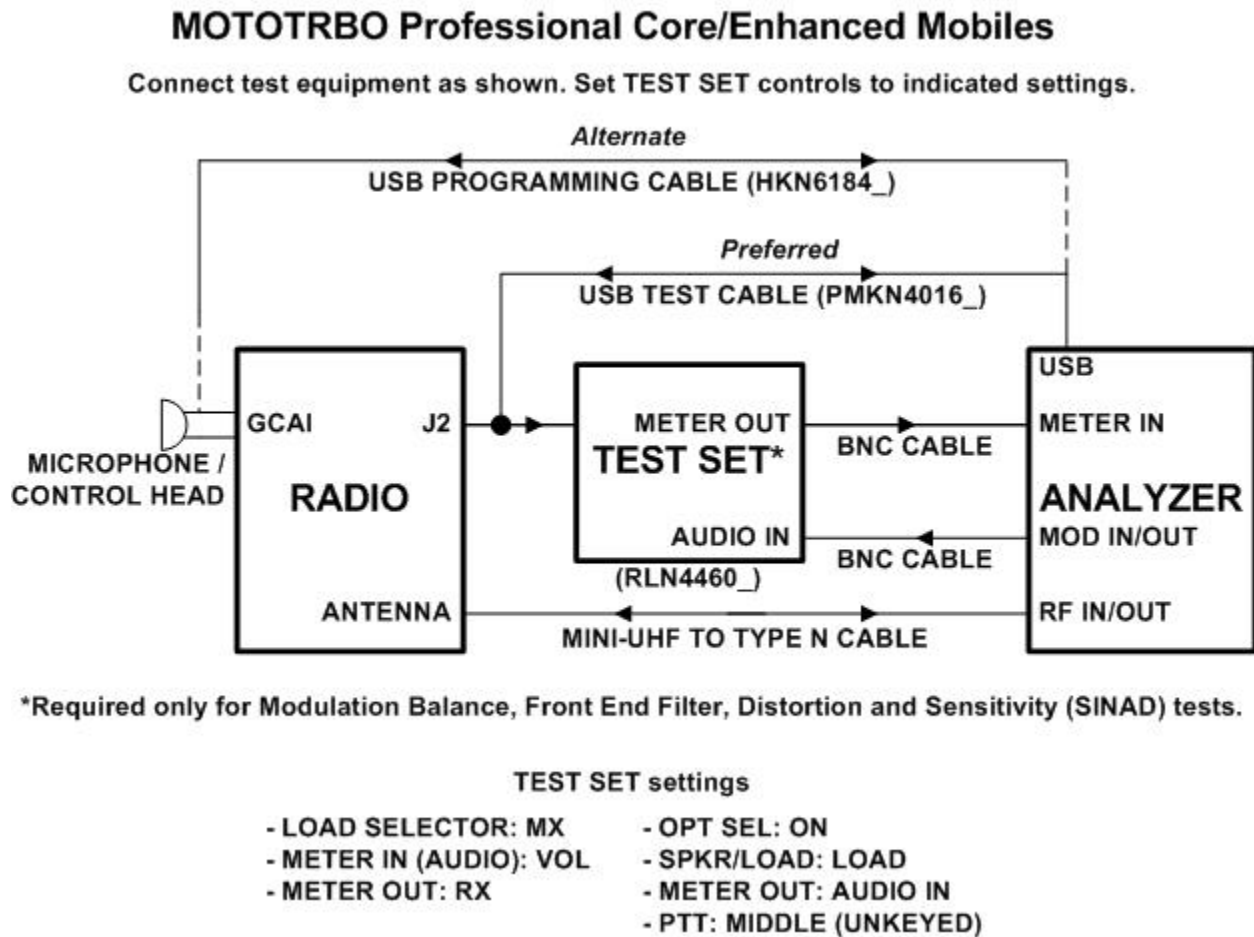 MOTOTRBO Professional Core/Enhanced Mobiles
Connect test equipment as shown. Set TEST SET controls to indicated settings.
Alternate
USB PROGRAMMING CABLE (HKN6184_)
Preferred
USB TEST CABLE (PMKN4016_)
USB
GCAI
J2
METER OUT
METER IN
BNC CABLE
TEST SET*
MICROPHONE /
CONTROL HEAD
RADIO
ANALYZER
AUDIO IN
MOD IN/OUT
BNC CABLE
(RLN4460_)
ANTENNA
RF IN/OUT
MINI-UHF TO TYPE N CABLE
*Required only for Modulation Balance, Front End Filter, Distortion and Sensitivity (SINAD) tests.
TEST SET settings
- LOAD SELECTOR: MX
- METER IN (AUDIO): VOL
- METER OUT: RX
- OPT SEL: ON
- SPKR/LOAD: LOAD
- METER OUT: AUDIO IN
- PTT: MIDDLE (UNKEYED)